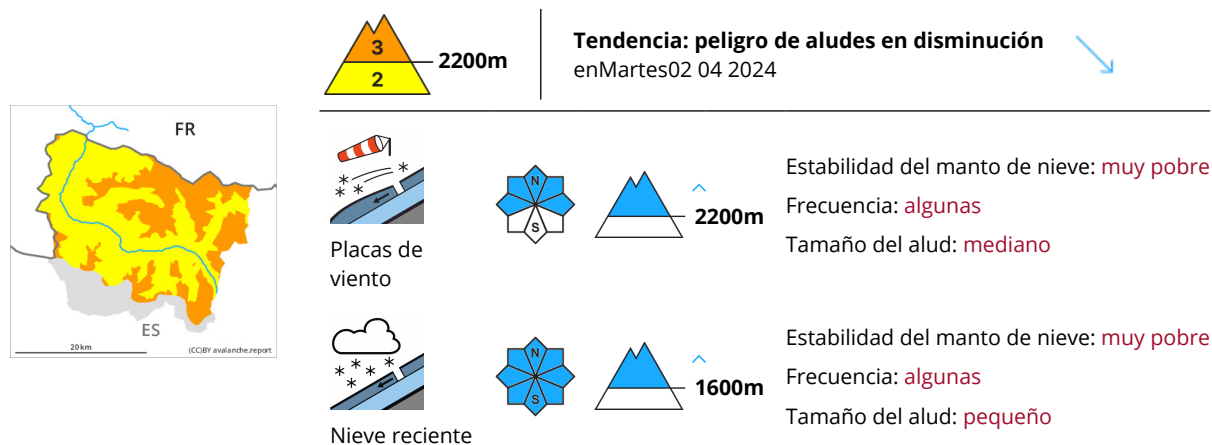 3
2
2200m
Tendencia: peligro de aludes en disminución
enMartes02 04 2024
FR
ES
20 km
(CC)BY avalanche.report
Placas de
viento
N
S
2200m
Estabilidad del manto de nieve: muy pobre
Frecuencia: algunas
Tamaño del alud: mediano
Nieve reciente
N
S
1600m
Estabilidad del manto de nieve: muy pobre
Frecuencia: algunas
Tamaño del alud: pequeño